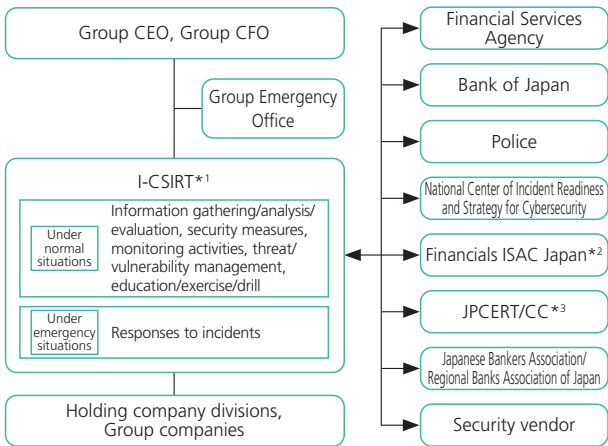 Group CEO, Group CFO
Group Emergency
Office
I-CSIRT*1
Under
normal
situations
Information gathering/analysis/
evaluation, security measures,
monitoring activities, threat/
vulnerability management,
education/exercise/drill
Under
emergency
situations
Responses to incidents
Holding company divisions,
Group companies
Financial Services
Agency
Bank of Japan
Police
National Center of Incident Readiness
and Strategy for Cybersecurity
Financials ISAC Japan*2
JPCERT/CC*3
Japanese Bankers Association/
Regional Banks Association of Japan
Security vendor